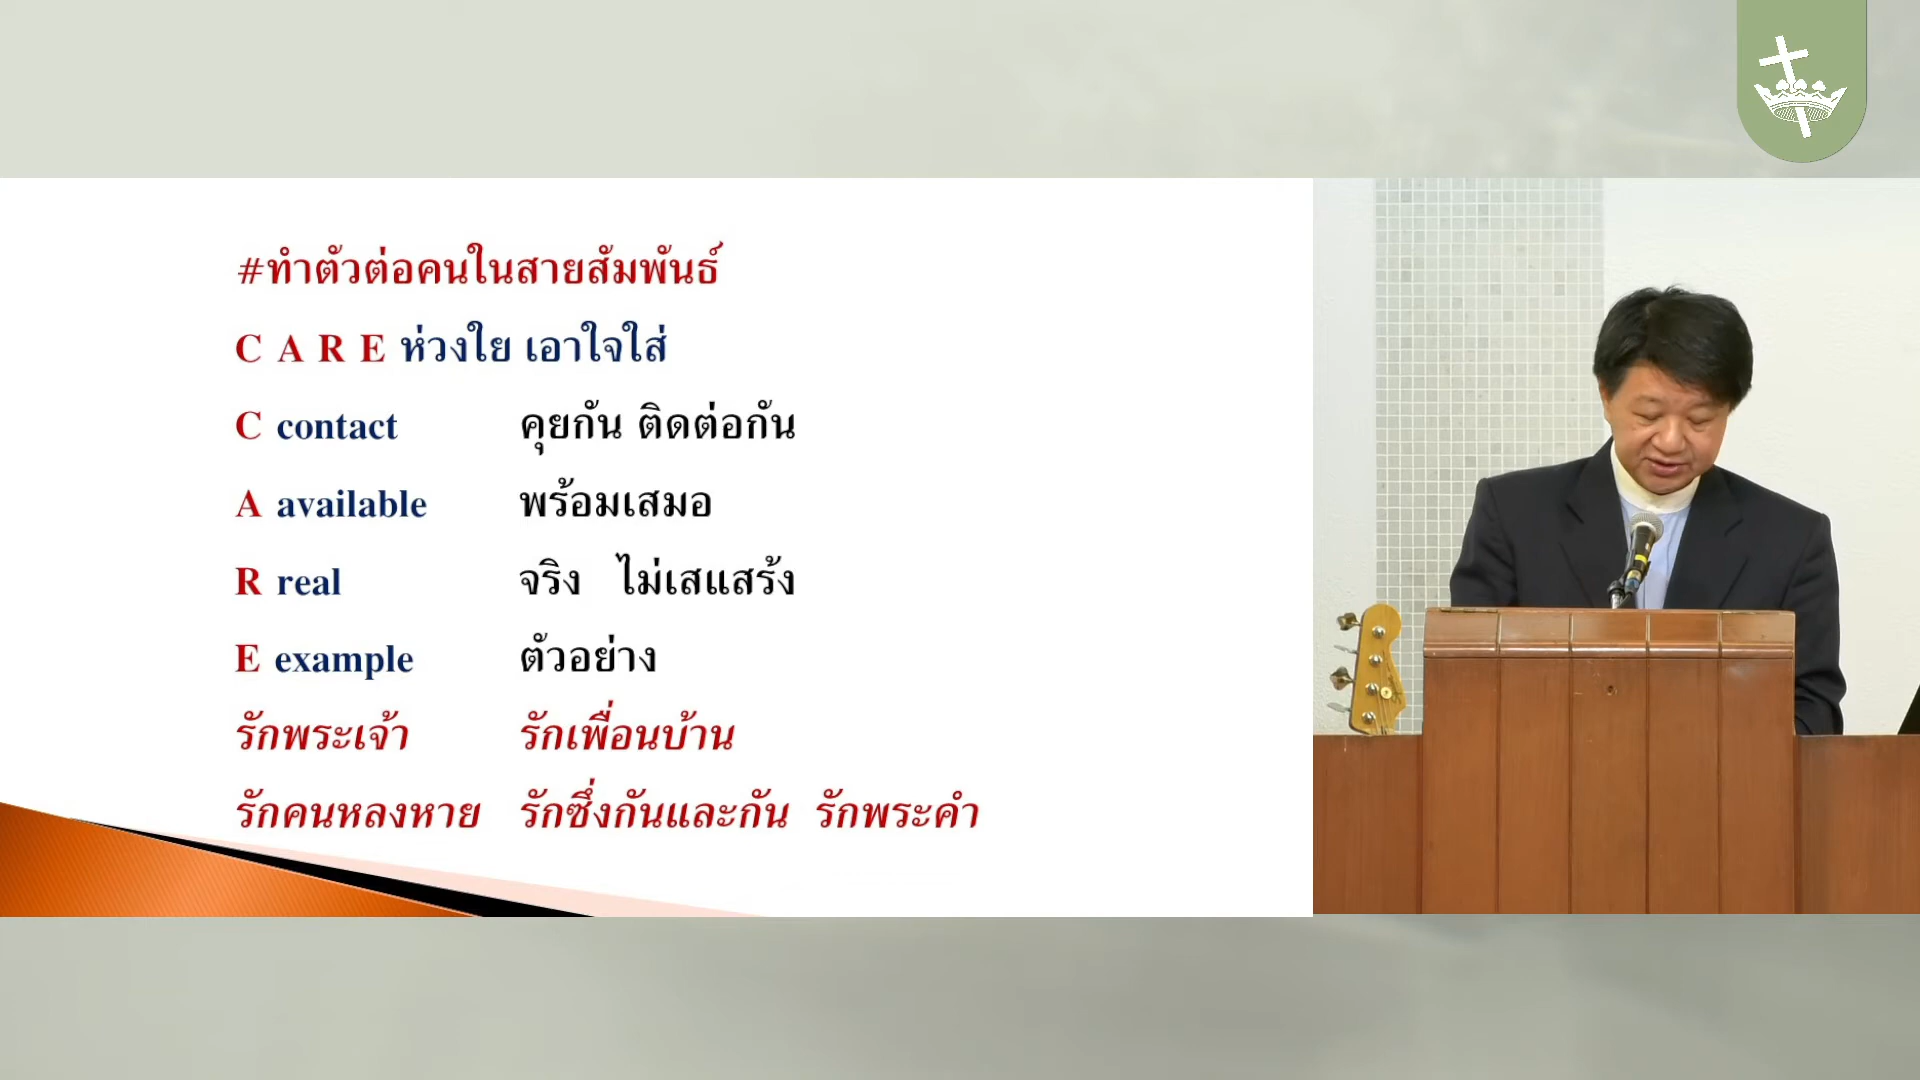 #ทำตัวต่อคนในสายสัมพันธ์
C A R E ห่วงใย เอาใจใส่
C contact คุยกัน ติดต่อกัน
A available พร้อมเสมอ
R real จริง ไม่เสแสร้ง
E example ตัวอย่าง
รักพระเจ้า รักเพื่อนบ้าน
รักคนหลงหาย รักซึ่งกันและกัน รักพระคำ